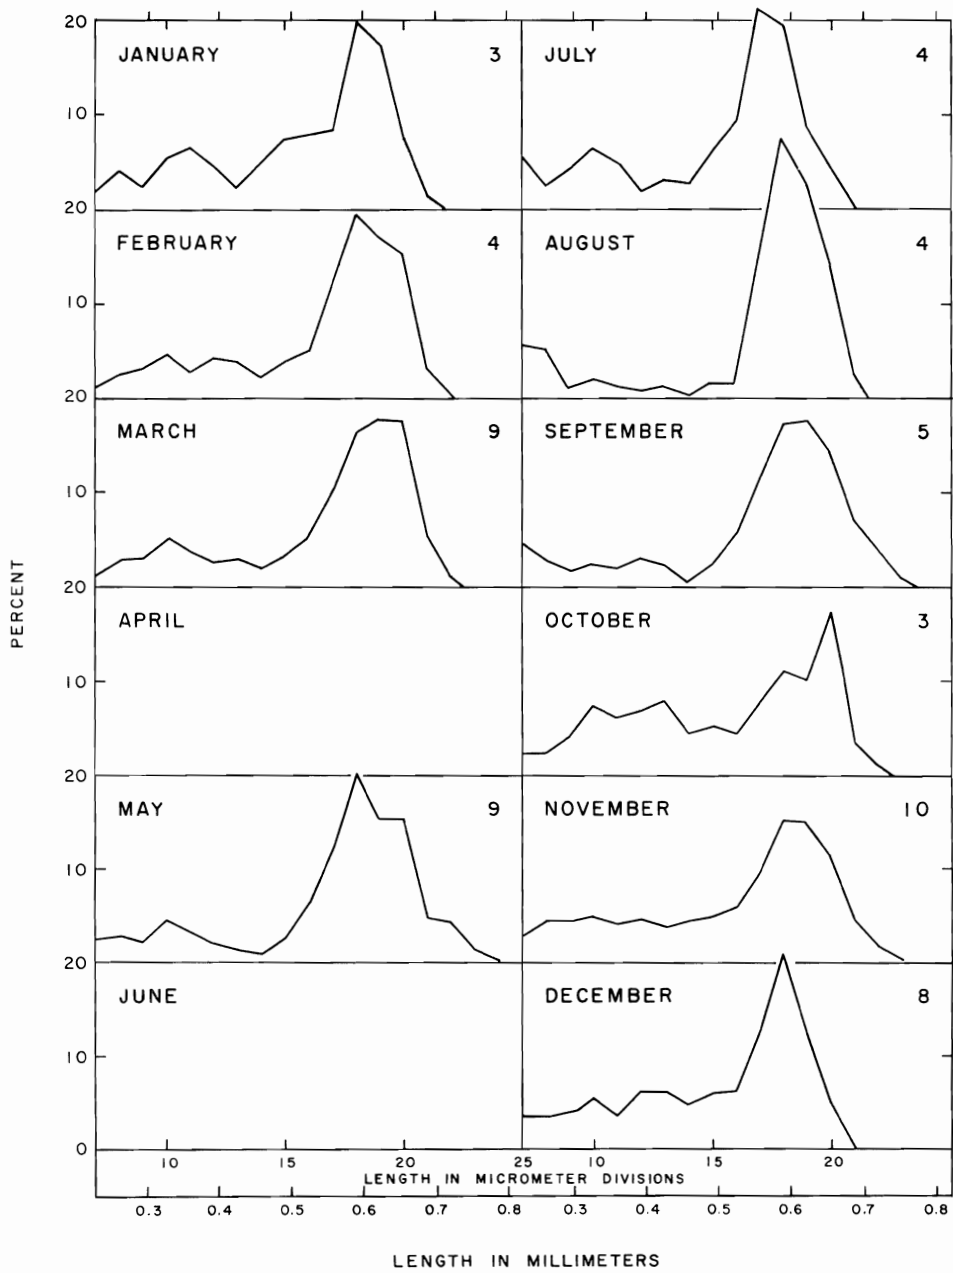 20
JANUARY 3 JULY 4
10
20
FEBRUARY 4 AUGUST 4
10
20
MARCH 9 SEPTEMBER 5
10
20
APRIL OCTOBER 3
10
20
MAY 9 NOVEMBER 10
10
20
JUNE DECEMBER 8
10
0
PERCENT
10 15 20 25 10 15 20
LENGTH IN MICROMETER DIVISIONS
0.3 0.4 0.5 0.6 0.7 0.8 0.3 0.4 0.5 0.6 0.7 0.8
LENGTH IN MILLIMETERS